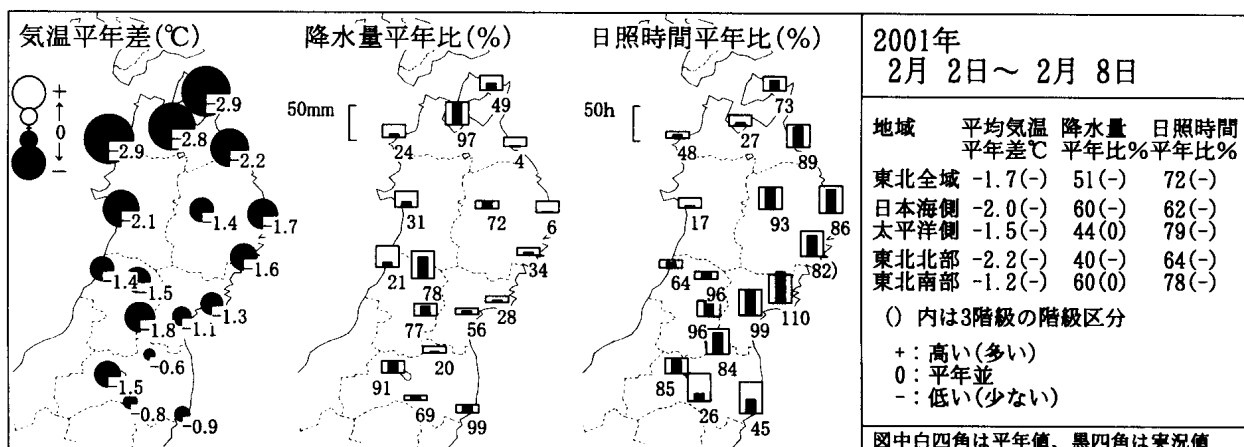 気温平年差(℃)
降水量平年比(%)
日照時間平年比(%)
+
0
-
50mm
50h
-2.9
-2.8
-2.9
-2.2
-2.1
-1.4
-1.7
-1.6
-1.4
-1.5
-1.3
-1.8
-1.1
-0.6
-1.5
-0.8
-0.9
49
97
24
4
31
72
6
34
21
78
28
77
56
20
91
69
99
73
27
48
89
17
93
86
82)
64
96
110
96
99
84
85
26
45
2001年
2月 2日～ 2月 8日
地域 平均気温 降水量 日照時間
平年差℃ 平年比% 平年比%
東北全域 -1.7(-) 51(-) 72(-)
日本海側 -2.0(-) 60(-) 62(-)
太平洋側 -1.5(-) 44(0) 79(-)
東北北部 -2.2(-) 40(-) 64(-)
東北南部 -1.2(-) 60(0) 78(-)
() 内は3階級の階級区分
+：高い(多い)
0：平年並
-：低い(少ない)
図中白四角は平年値、黒四角は実況値